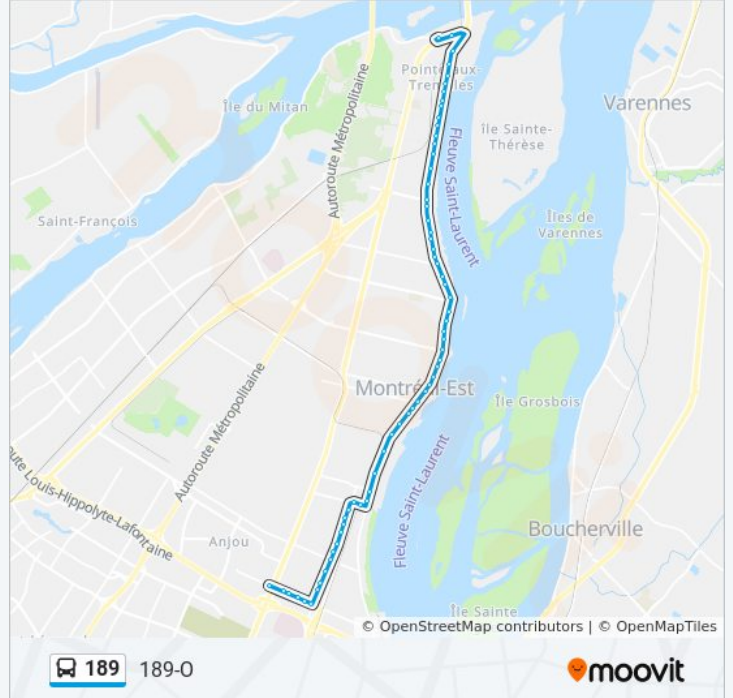 Pointe-aux-
Trembles
Varennes
Île du Mitan
Île Sainte-
Thérèse
Autoroute Métropolitaine
Fleuve Saint-Laurent
Saint-François
Îles de
Varennes
Montréal-Est
Île Grosbois
Autoroute Métropolitaine
oute Louis-Hippolyte-Lafontaine
Fleuve Saint-Laurent
Boucherville
Anjou
Île Sainte
© OpenStreetMap contributors | © OpenMapTiles
189 189-O
moovit